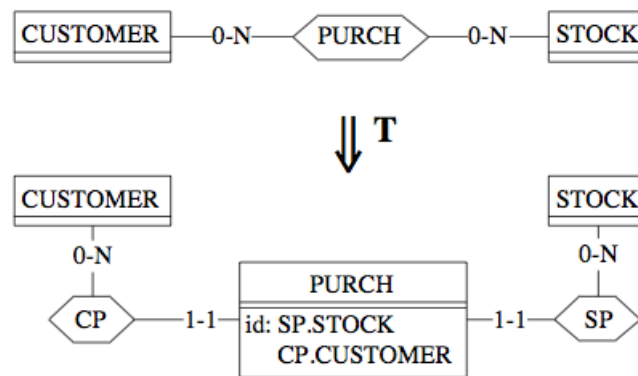 CUSTOMER 0-N PURCH 0-N STOCK
T
CUSTOMER STOCK
0-N 0-N
PURCH
CP 1-1 id: SP.STOCK 1-1 SP
CP.CUSTOMER